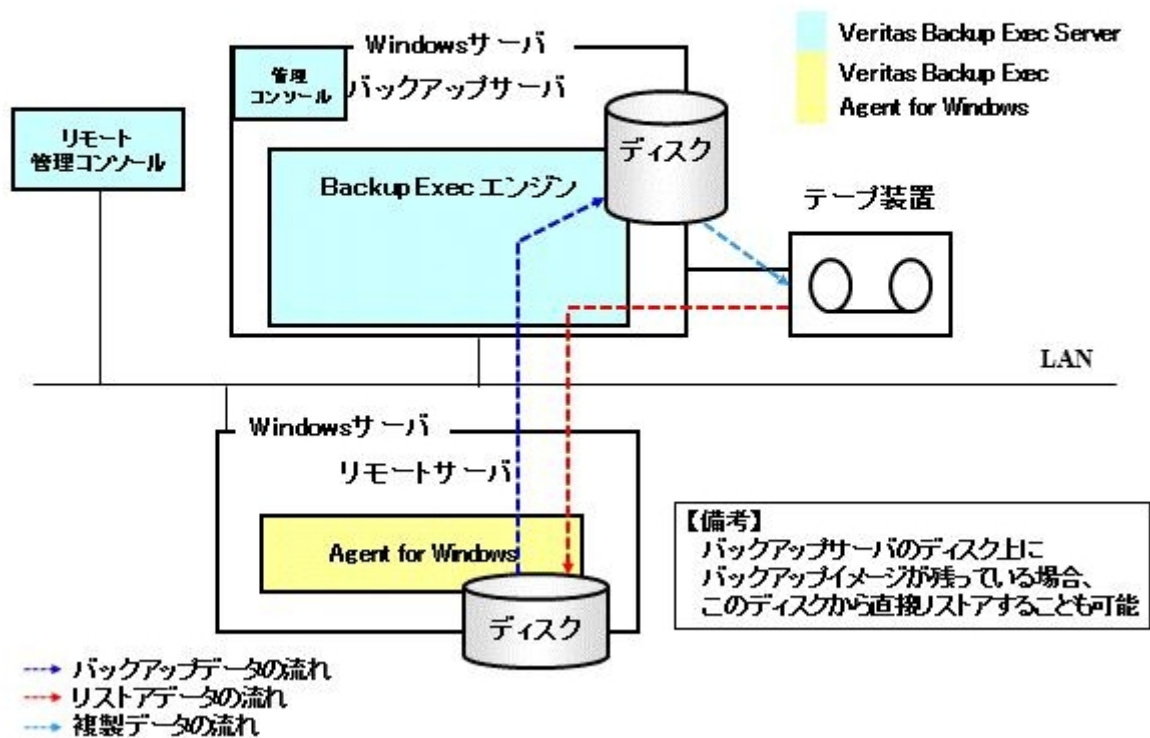 Windowsサーバ
管理
コンソール
バックアップサーバ
Veritas Backup Exec Server
Veritas Backup Exec
Agent for Windows
リモート
管理コンソール
ディスク
Backup Exec エンジン
テープ装置
LAN
Windowsサーバ
リモートサーバ
Agent for Windows
ディスク
【備考】
バックアップサーバのディスク上に
バックアップイメージが残っている場合、
このディスクから直接リストアすることも可能
バックアップデータの流れ
リストアデータの流れ
複製データの流れ